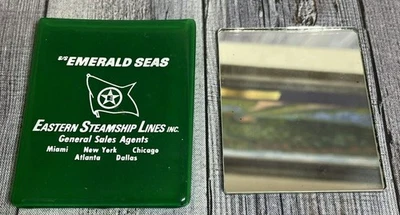 S/S EMERALD SEAS
EASTERN STEAMSHIP LINES INC.
General Sales Agents
Miami New York Chicago
Atlanta Dallas